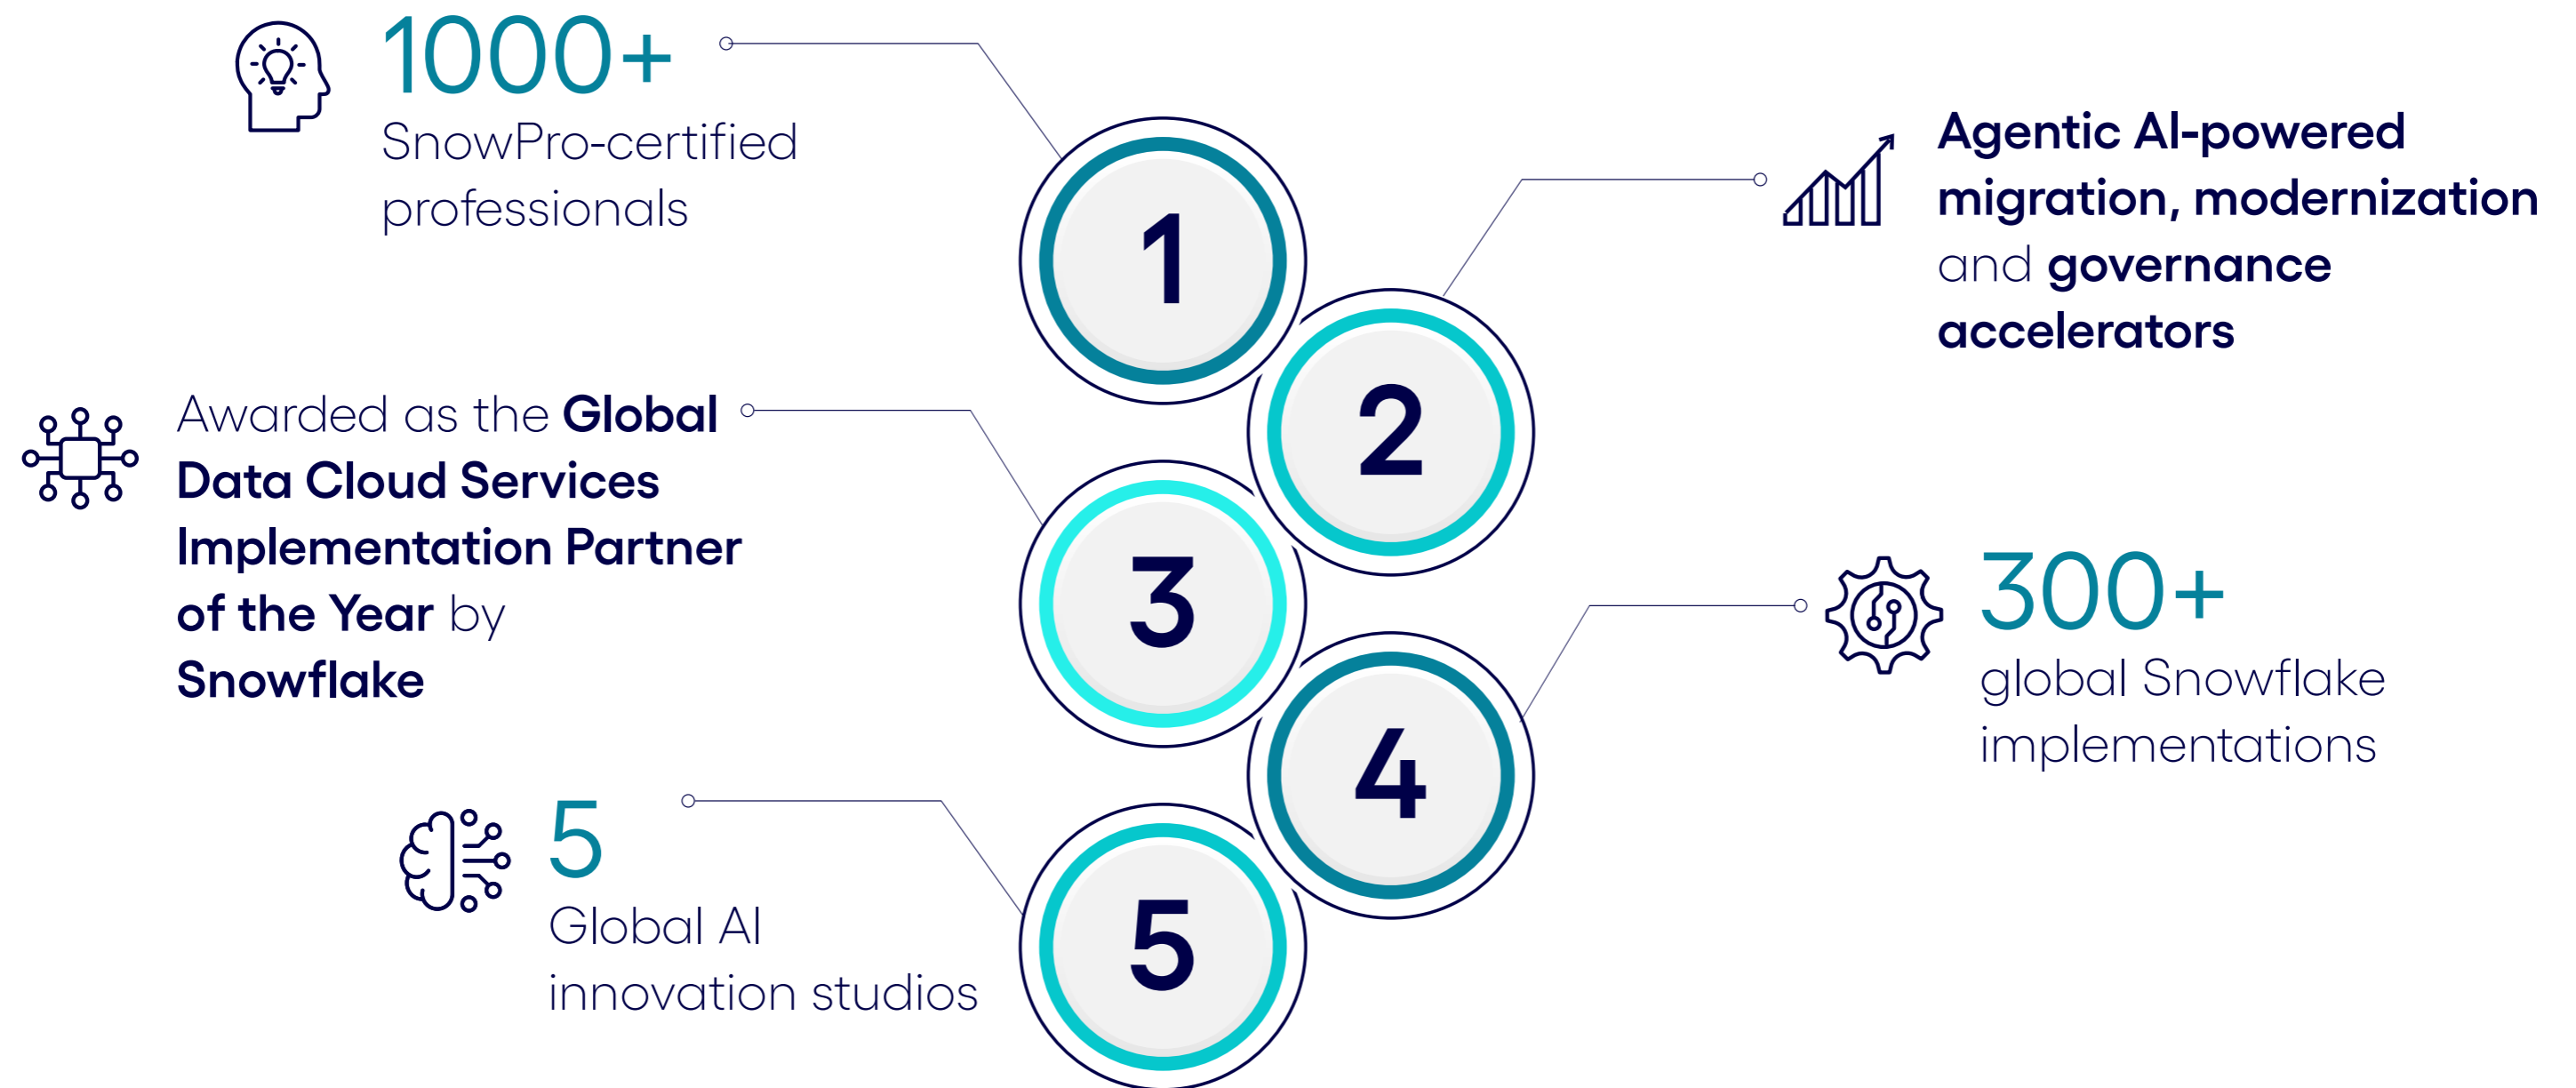 1000+
SnowPro-certified
professionals
1
Agentic AI-powered
migration, modernization
and governance
accelerators
2
Awarded as the Global
Data Cloud Services
Implementation Partner
of the Year by
Snowflake
3
300+
global Snowflake
implementations
4
5
Global AI
innovation studios
5